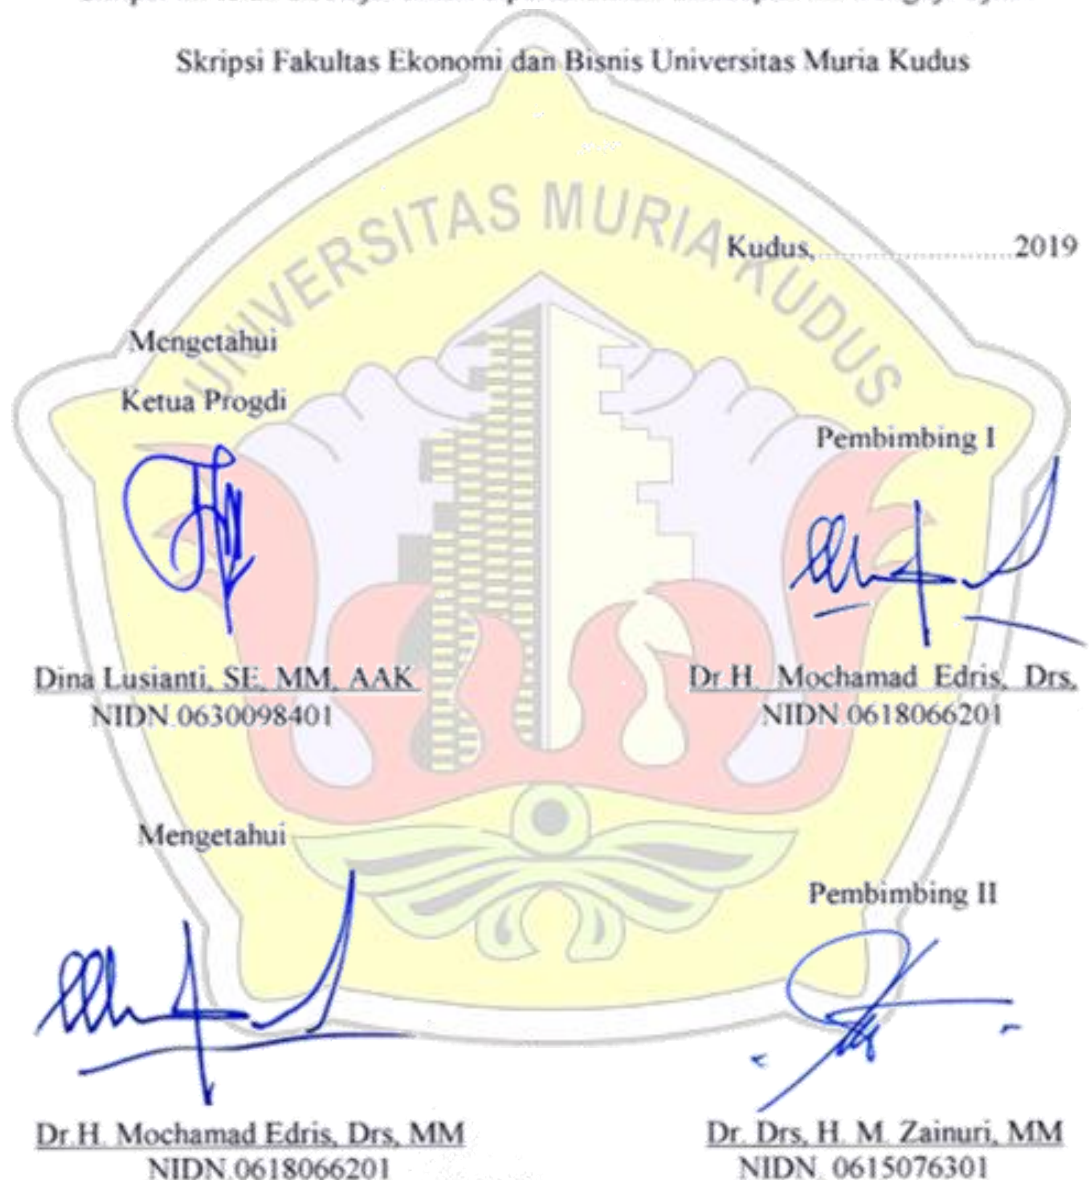 Skripsi Fakultas Ekonomi dan Bisnis Universitas Muria Kudus
UNIVERSITAS MURIA KUDUS
Kudus,..............................2019
Mengetahui
Ketua Progdi
Pembimbing I
Dina Lusianti, SE, MM, AAK
NIDN.0630098401
Dr.H. Mochamad Edris, Drs,
NIDN.0618066201
Mengetahui
Pembimbing II
Dr.H. Mochamad Edris, Drs, MM
NIDN.0618066201
Dr. Drs, H. M. Zainuri, MM
NIDN. 0615076301